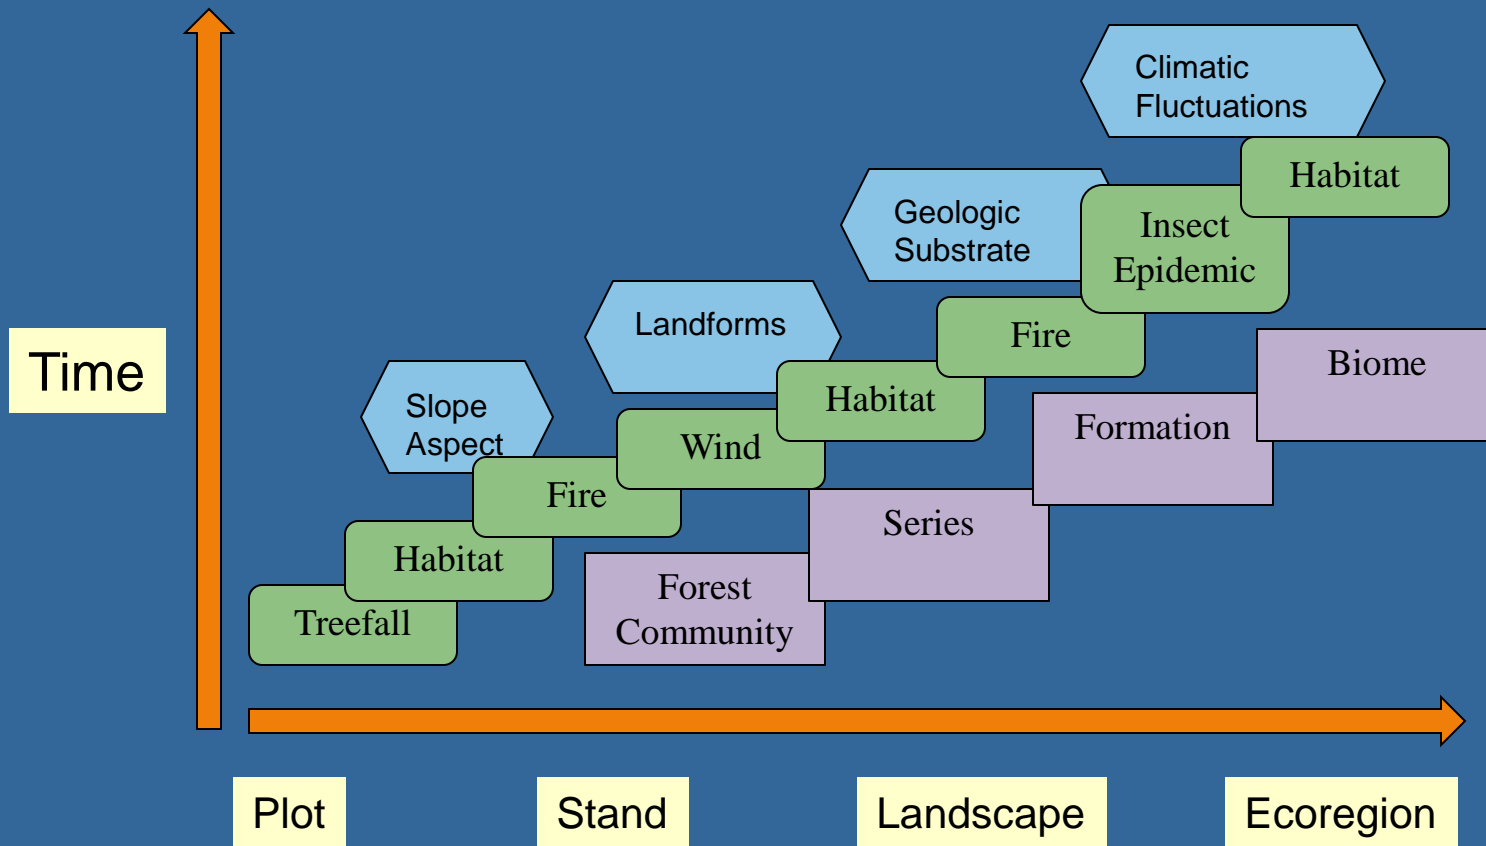 Climatic
Fluctuations
Habitat
Geologic
Substrate
Insect
Epidemic
Landforms
Fire
Biome
Time
Slope
Aspect
Habitat
Formation
Wind
Fire
Series
Habitat
Forest
Community
Treefall
Plot
Stand
Landscape
Ecoregion